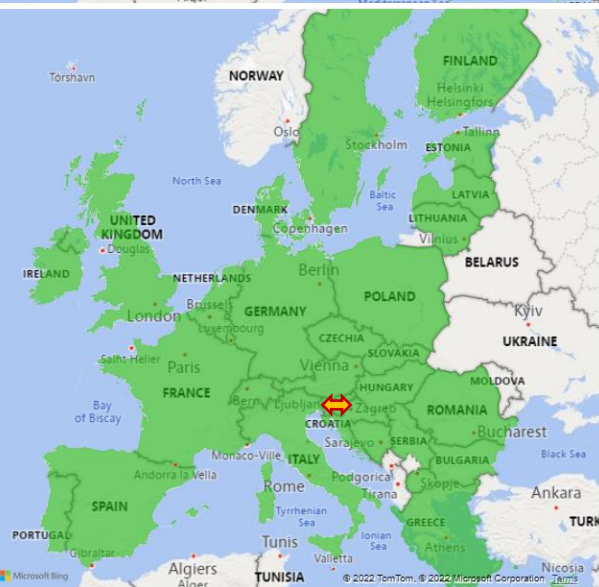 Torshavn
NORWAY
FINLAND
Helsinki
Helsingfors
Oslo
Stockholm
Tallinn
ESTONIA
North Sea
Baltic
Sea
LATVIA
DENMARK
Copenhagen
LITHUANIA
Vilnius
UNITED
KINGDOM
Douglas
BELARUS
IRELAND
NETHERLANDS
Berlin
London
Brussels
GERMANY
POLAND
Kyiv
UKRAINE
Luxembourg
CZECHIA
Saint Helier
Paris
SLOVAKIA
Vienna
FRANCE
Bern
HUNGARY
MOLDOVA
Zagreb
Bay
of Biscay
CROATIA
ROMANIA
Bucharest
Sarajevo
SERBIA
Monaco-Ville
ITALY
BULGARIA
Black Sea
Andorra la Vella
Podgorica
Skopje
Rome
Tirana
Ankara
SPAIN
Tyrrhenian
Sea
GREECE
TURK
PORTUGAL
Ionian
Sea
Athens
Gibraltar
Tunis
Valletta
Algiers
TUNISIA
Nicosia
Microsoft Bing
© 2022 TomTom, © 2022 Microsoft Corporation Terms